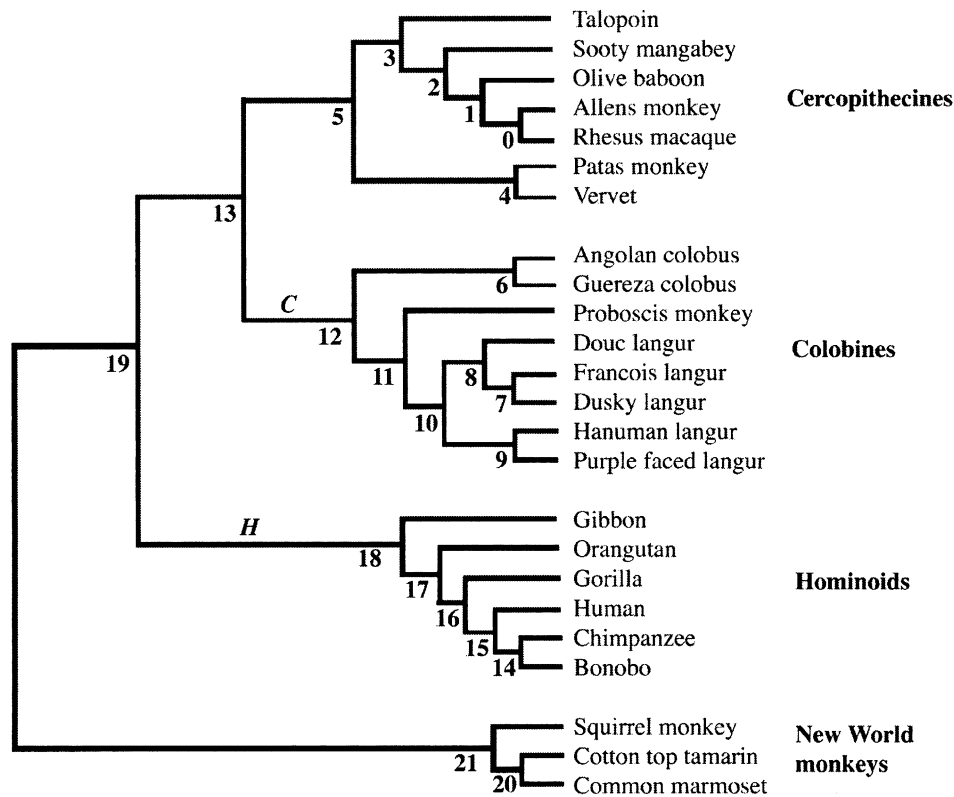 Talopoin
3
Sooty mangabey
2
Olive baboon
Cercopithecines
1
Allens monkey
5
0
Rhesus macaque
Patas monkey
4
Vervet
13
Angolan colobus
6
Guereza colobus
C
Proboscis monkey
12
Douc langur
Colobines
19
11
8
Francois langur
7
Dusky langur
10
Hanuman langur
9
Purple faced langur
Gibbon
H
Orangutan
18
Gorilla
Hominoids
17
Human
16
Chimpanzee
15
14
Bonobo
Squirrel monkey
New World
monkeys
21
Cotton top tamarin
20
Common marmoset